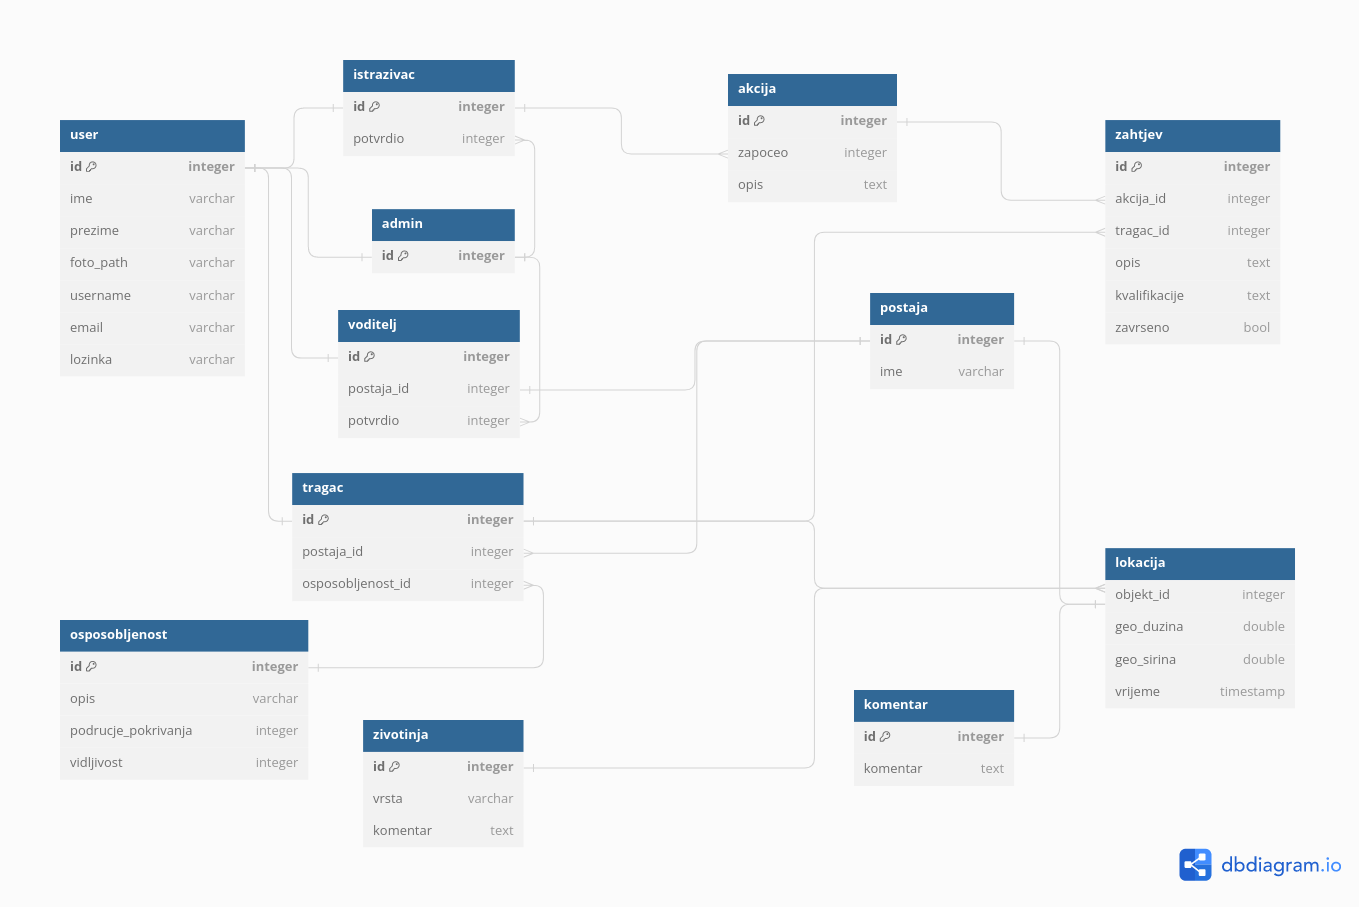 user
id integer
ime varchar
prezime varchar
foto_path varchar
username varchar
email varchar
lozinka varchar
istrazivac
id integer
potvrdio integer
admin
id integer
voditelj
id integer
postaja_id integer
potvrdio integer
tragac
id integer
postaja_id integer
osposobljenost_id integer
osposobljenost
id integer
opis varchar
podrucje_pokrivanja integer
vidljivost integer
zivotinja
id integer
vrsta varchar
komentar text
akcija
id integer
zapoceo integer
opis text
postaja
id integer
ime varchar
komentar
id integer
komentar text
zahtjev
id integer
akcija_id integer
tragac_id integer
opis text
kvalifikacije text
zavrseno bool
lokacija
objekt_id integer
geo_duzina double
geo_sirina double
vrijeme timestamp
dbdiagram.io